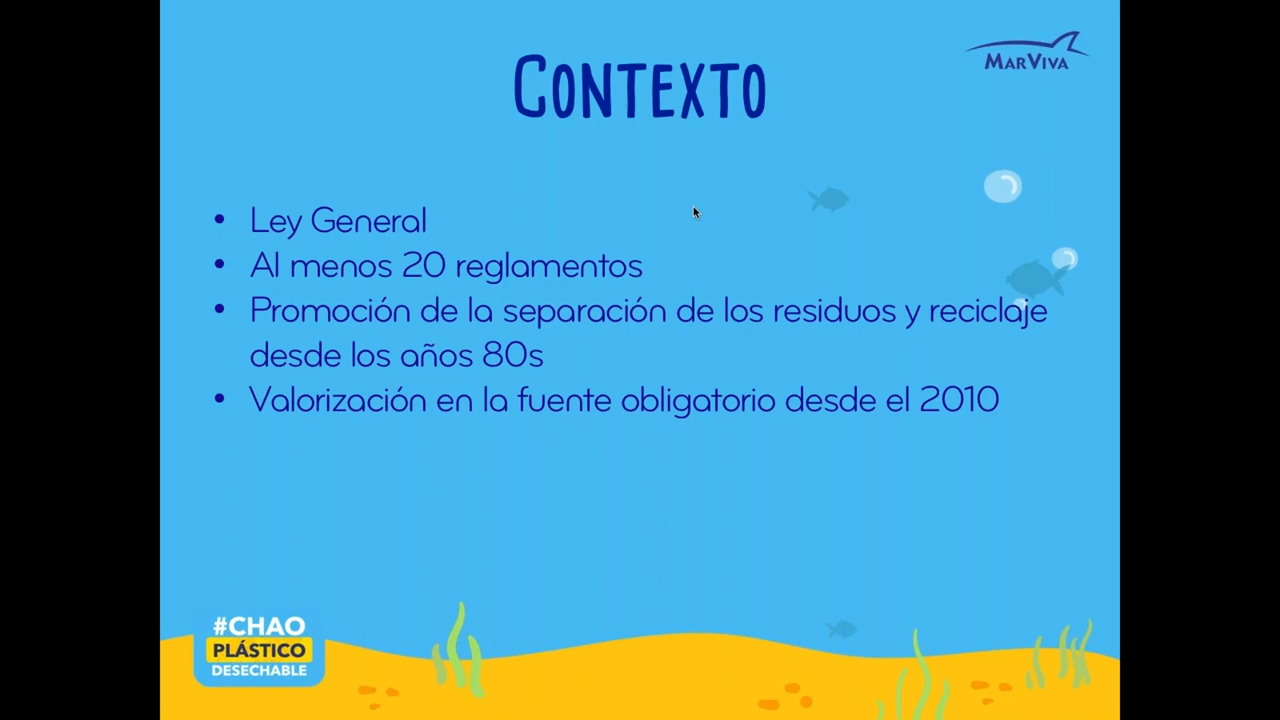 MARVIVA
CONTEXTO
• Ley General
• Al menos 20 reglamentos
• Promoción de la separación de los residuos y reciclaje
desde los años 80s
• Valorización en la fuente obligatorio desde el 2010
#CHAO
PLÁSTICO
DESECHABLE